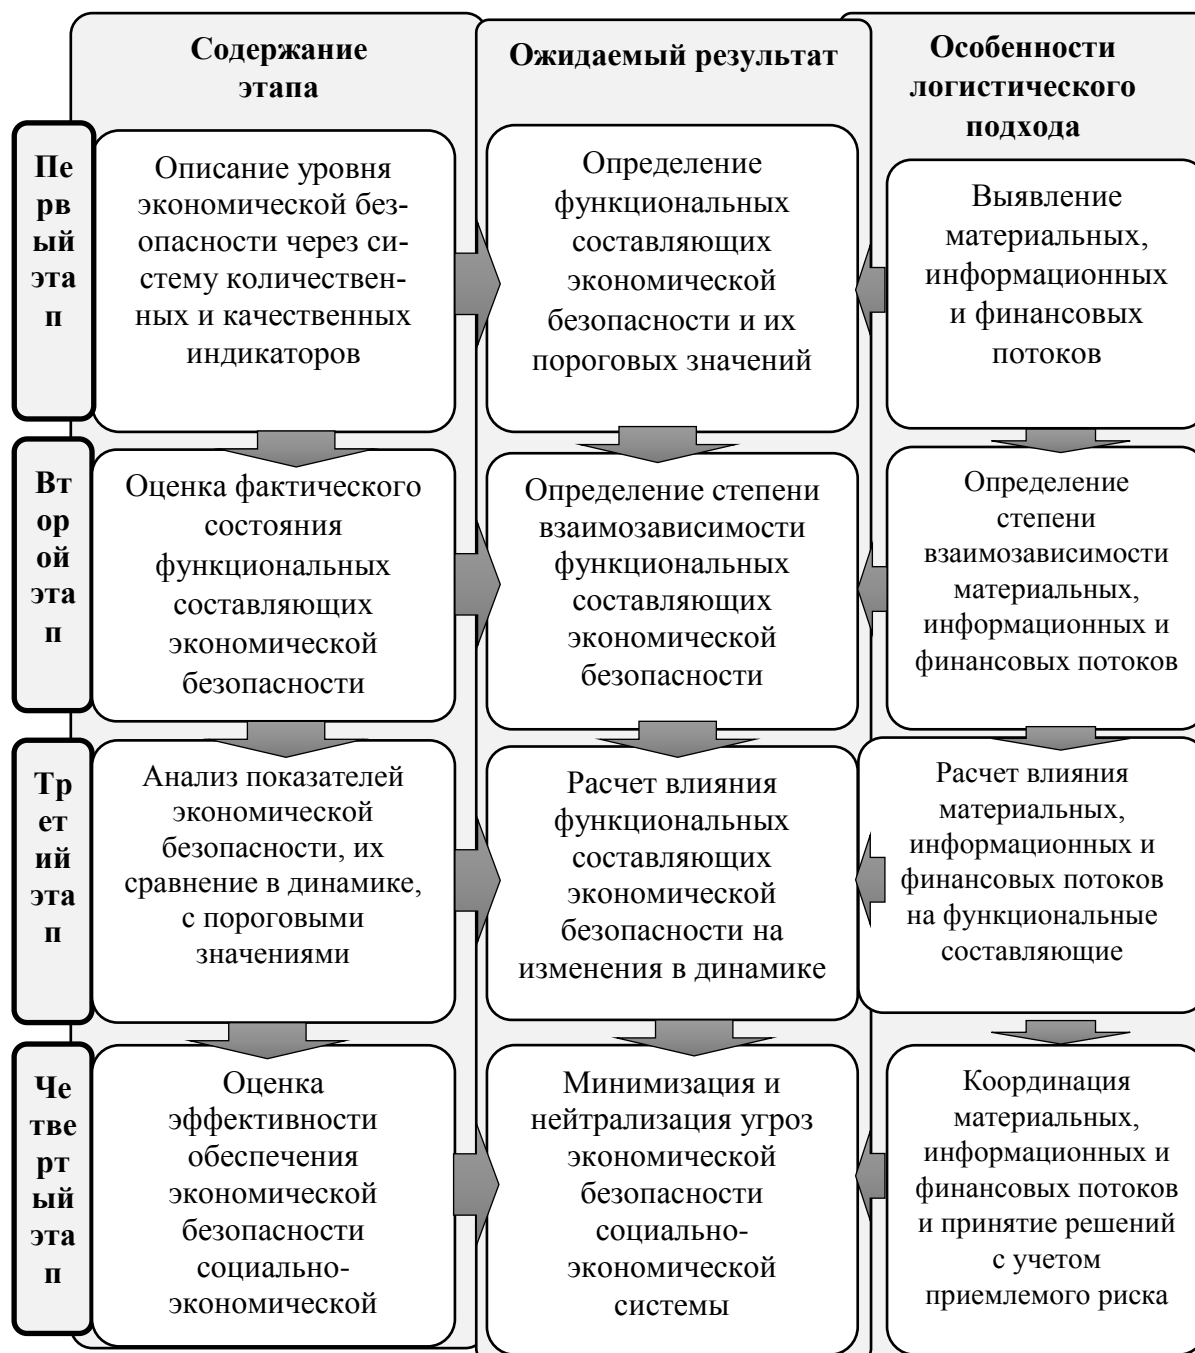 Содержание
этапа
Ожидаемый результат
Особенности
логистического
подхода
Пе
рв
ый
эта
п
Описание уровня
экономической без-
опасности через си-
стему количествен-
ных и качественных
индикаторов
Определение
функциональных
составляющих
экономической
безопасности и их
пороговых значений
Выявление
материальных,
информационных
и финансовых
потоков
Вт
ор
ой
эта
п
Оценка фактического
состояния
функциональных
составляющих
экономической
безопасности
Определение степени
взаимозависимости
функциональных
составляющих
экономической
безопасности
Определение
степени
взаимозависимости
материальных,
информационных и
финансовых потоков
Тр
ет
ий
эта
п
Анализ показателей
экономической
безопасности, их
сравнение в динамике,
с пороговыми
значениями
Расчет влияния
функциональных
составляющих
экономической
безопасности на
изменения в динамике
Расчет влияния
материальных,
информационных и
финансовых потоков
на функциональные
составляющие
Че
тве
рт
ый
эта
п
Оценка
эффективности
обеспечения
экономической
безопасности
социально-
экономической
Минимизация и
нейтрализация угроз
экономической
безопасности
социально-
экономической
системы
Координация
материальных,
информационных и
финансовых потоков
и принятие решений
с учетом
приемлемого риска